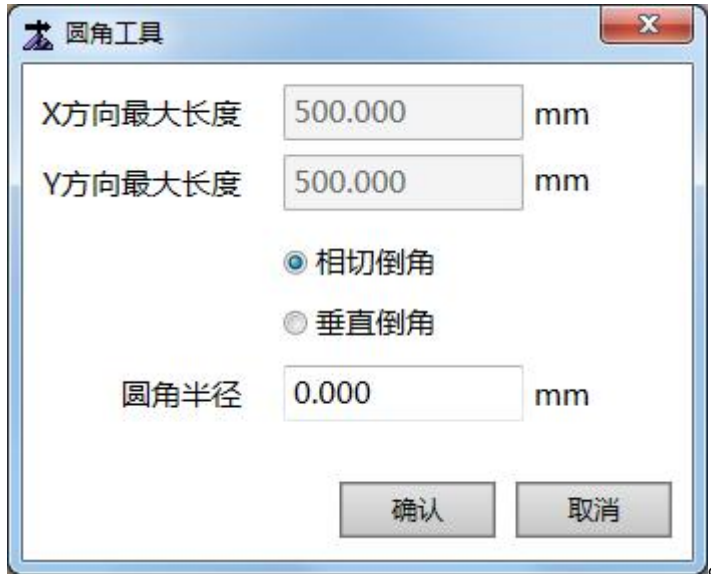 圆角工具
X方向最大长度 500.000 mm
Y方向最大长度 500.000 mm
相切倒角
垂直倒角
圆角半径 0.000 mm
确认 取消